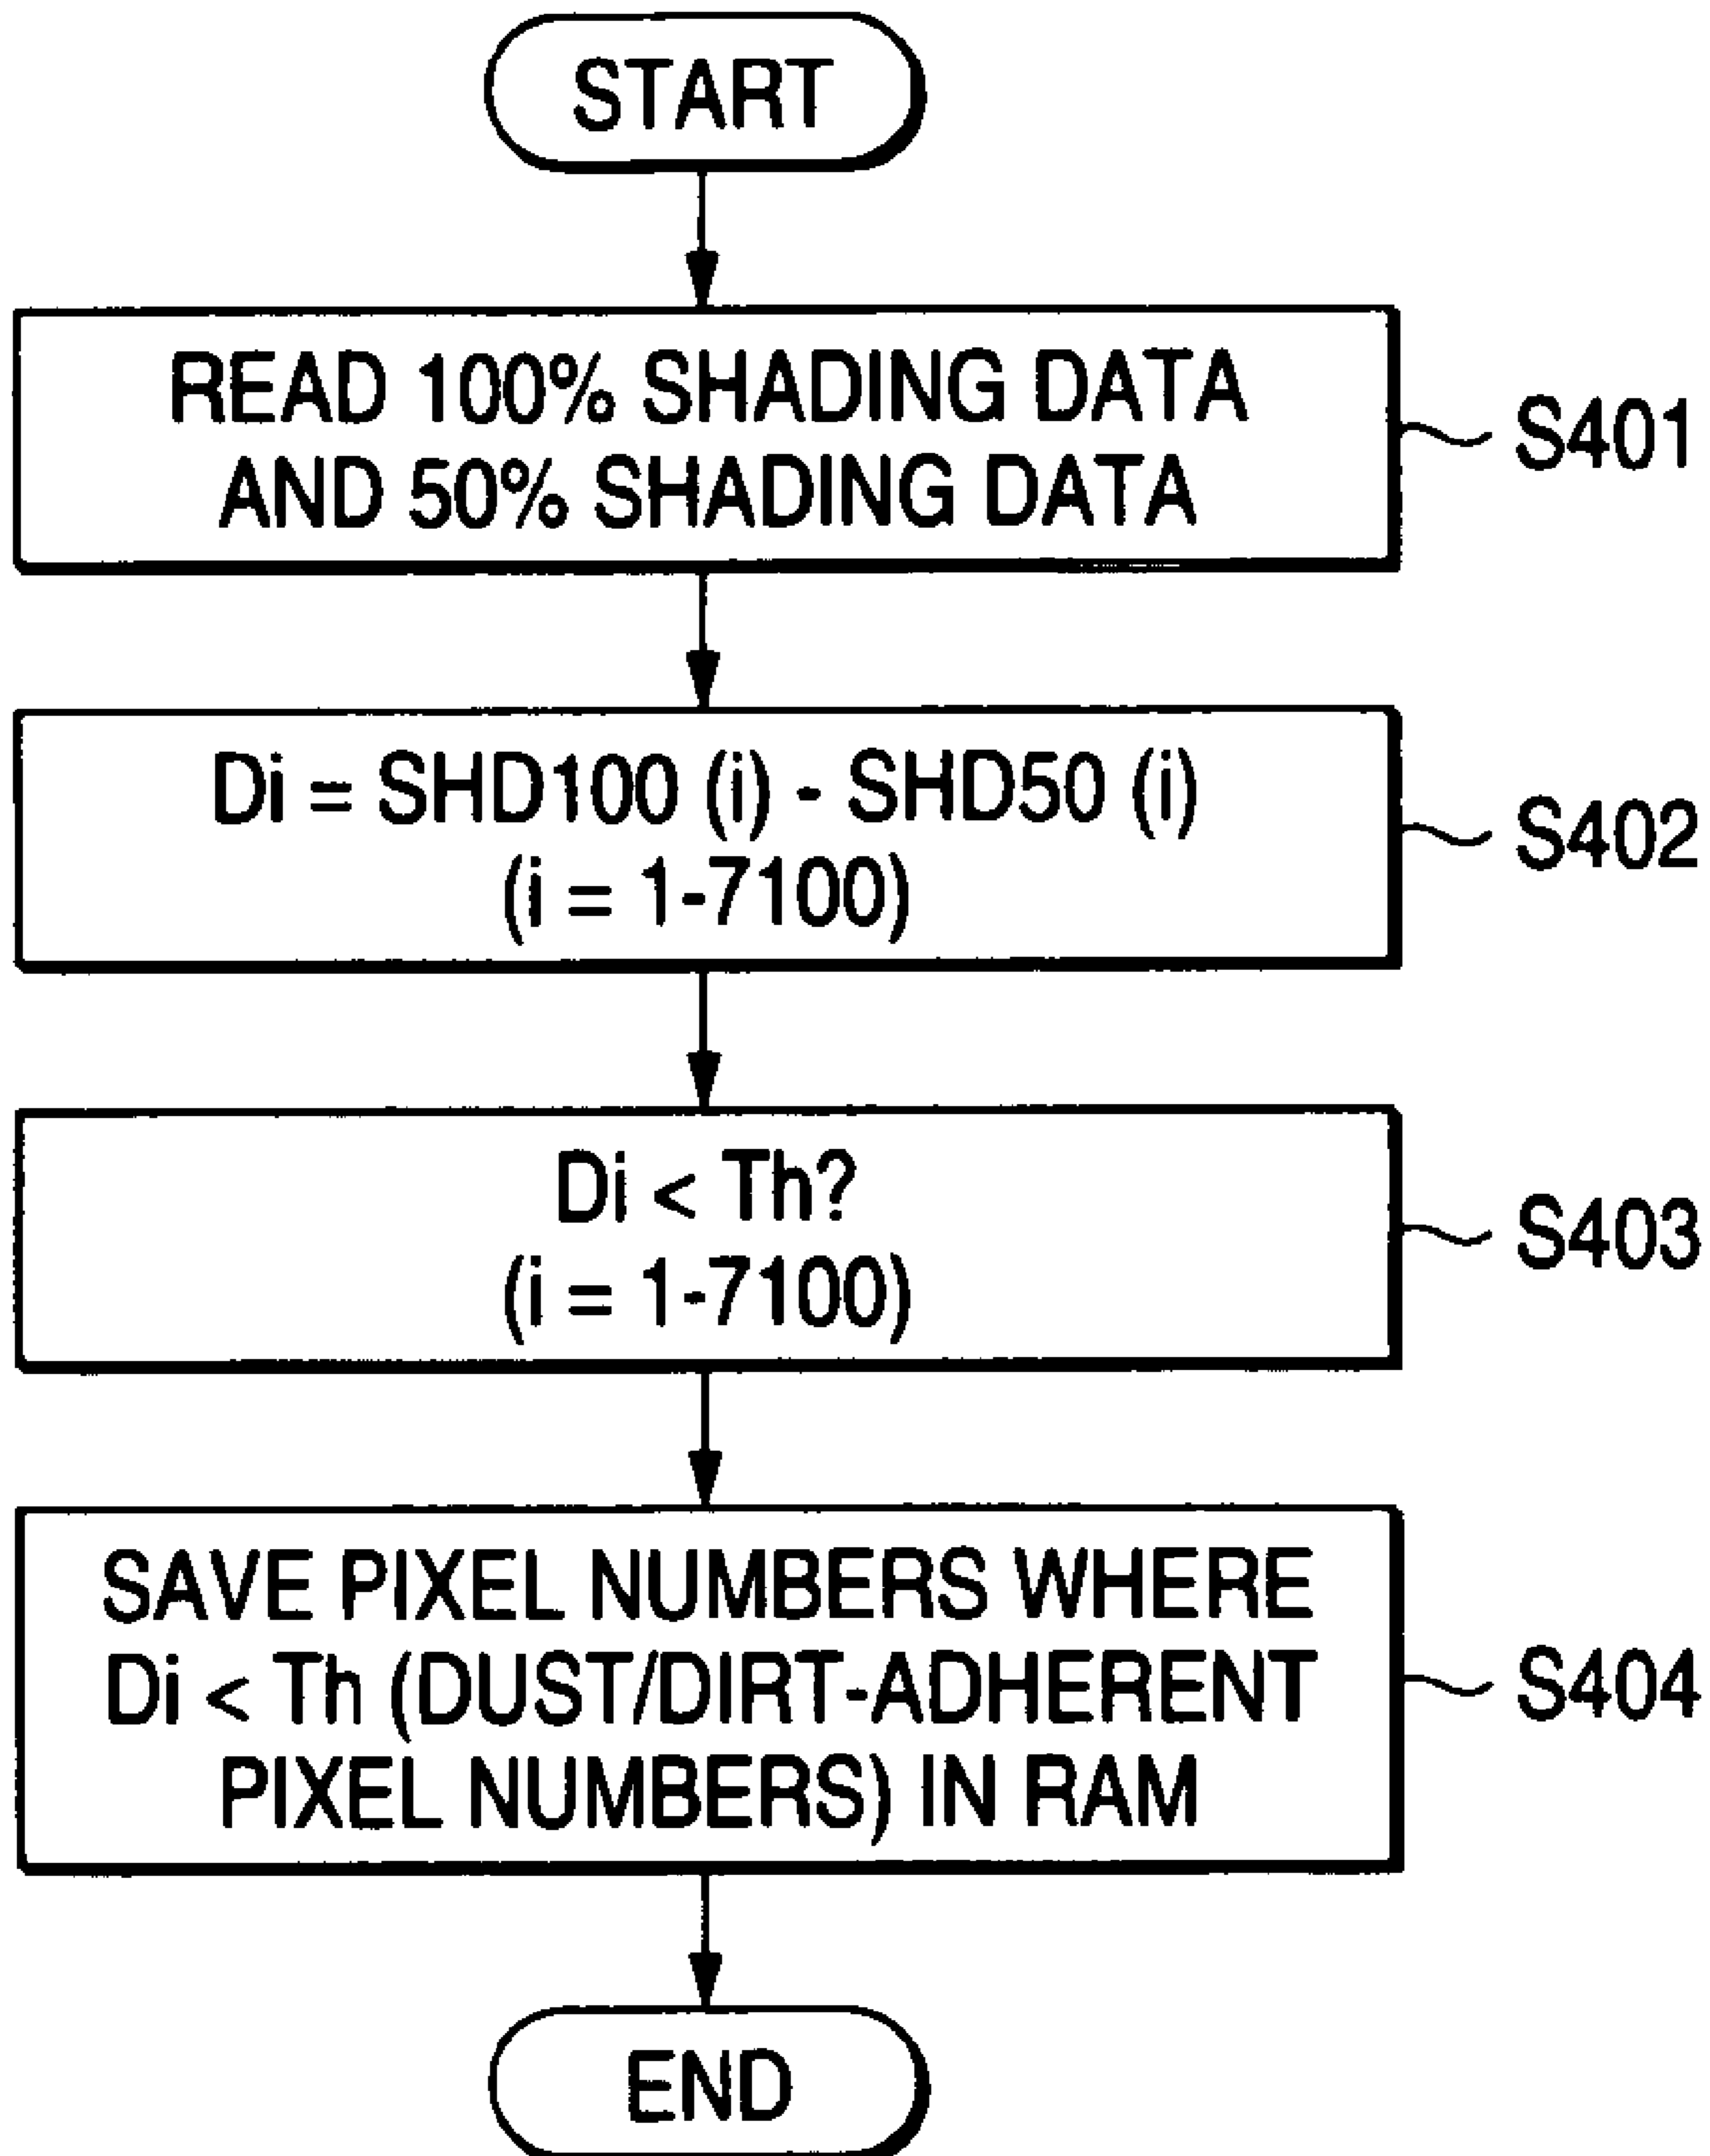 START
READ 100% SHADING DATA
AND 50% SHADING DATA
S401
Di = SHD100 (i) - SHD50 (i)
(i = 1-7100)
S402
Di < Th?
(i = 1-7100)
S403
SAVE PIXEL NUMBERS WHERE
Di < Th (DUST/DIRT-ADHERENT
PIXEL NUMBERS) IN RAM
S404
END